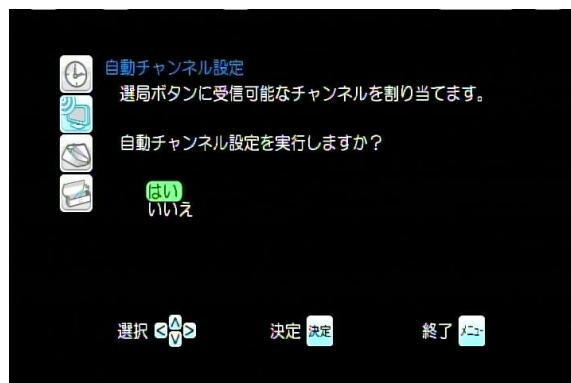 自動チャンネル設定
選局ボタンに受信可能なチャンネルを割り当てます。
自動チャンネル設定を実行しますか？
はい
いいえ
選択 決定 決定 終了 メニュー